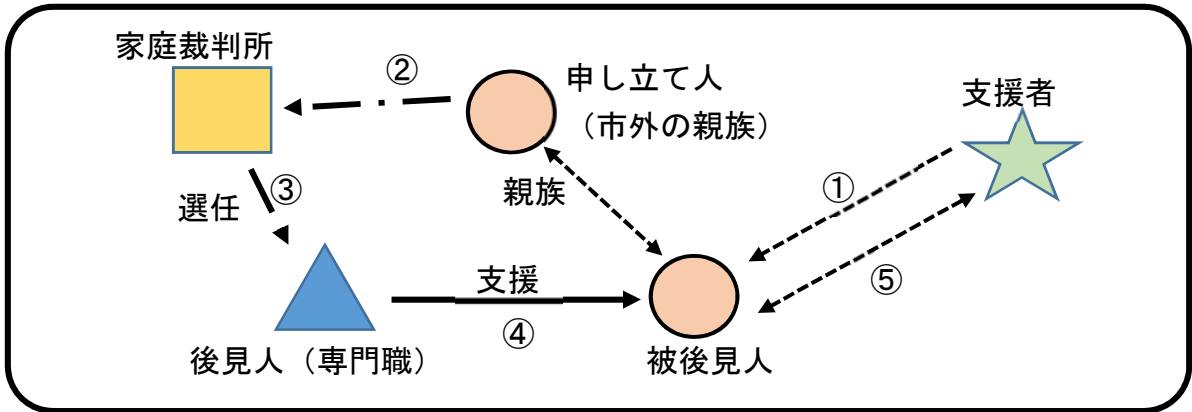 家庭裁判所
②
申し立て人
（市外の親族）
支援者
①
③
選任
親族
支援
④
⑤
後見人（専門職）
被後見人